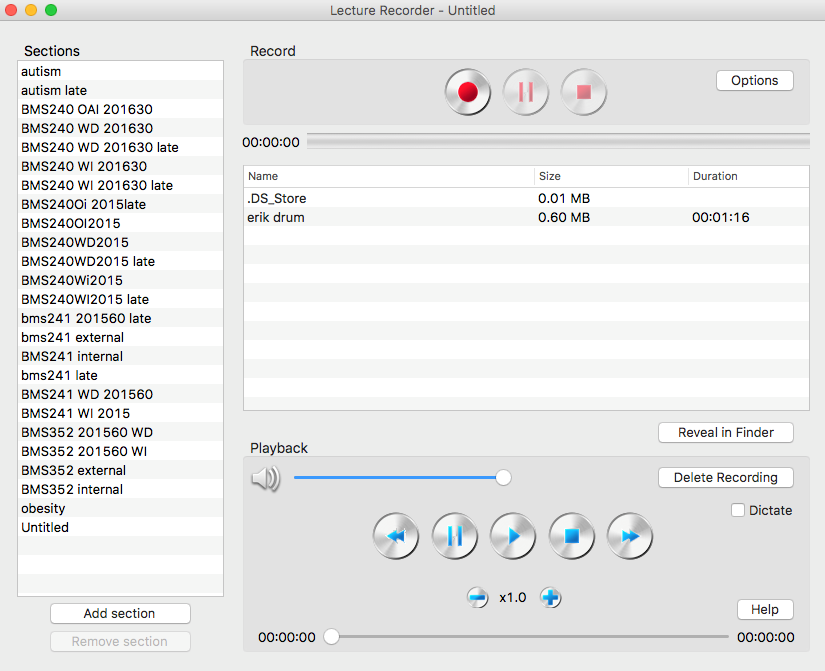 Lecture Recorder - Untitled
Sections
autism
autism late
BMS240 OAI 201630
BMS240 WD 201630
BMS240 WD 201630 late
BMS240 WI 201630
BMS240 WI 201630 late
BMS240Oi 2015late
BMS240OI2015
BMS240WD2015
BMS240WD2015 late
BMS240Wi2015
BMS240WI2015 late
bms241 201560 late
bms241 external
BMS241 internal
bms241 late
BMS241 WD 201560
BMS241 WI 2015
BMS352 201560 WD
BMS352 201560 WI
BMS352 external
BMS352 internal
obesity
Untitled
Add section
Remove section
Record
Options
00:00:00
Name Size Duration
.DS_Store 0.01 MB
erik drum 0.60 MB 00:01:16
Reveal in Finder
Playback
Delete Recording
Dictate
x1.0
Help
00:00:00 00:00:00